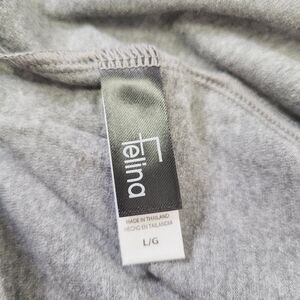 Felina
MADE IN THAILAND
HECHO EN TAILANDIA
L/G